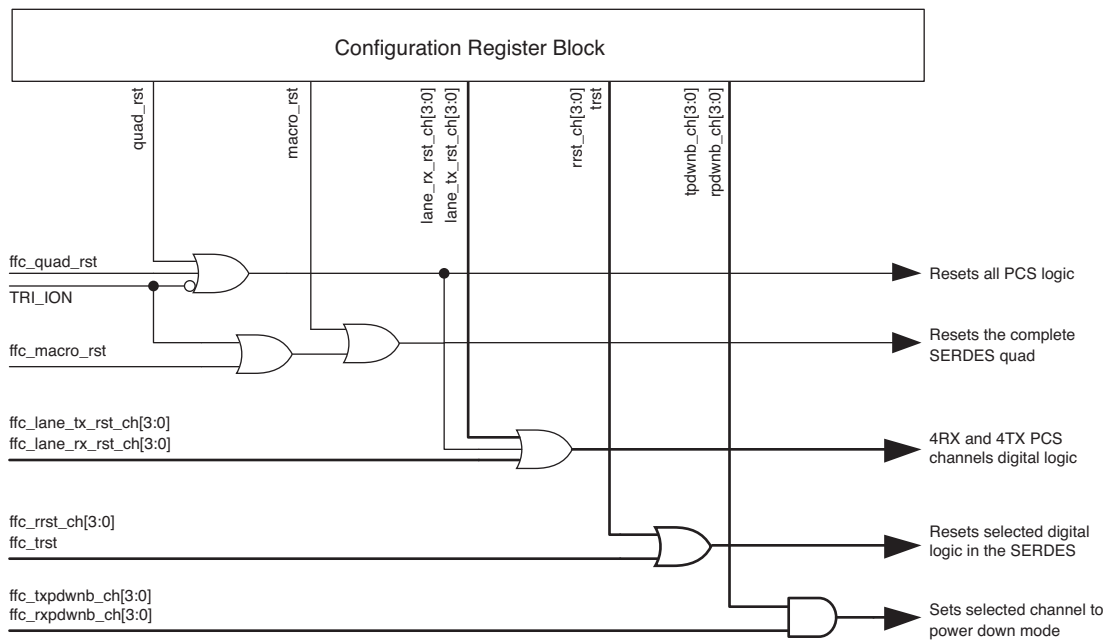 Configuration Register Block
quad_rst
macro_rst
lane_rx_rst_ch[3:0]
lane_tx_rst_ch[3:0]
rrst_ch[3:0]
trst
tpdwnb_ch[3:0]
rpdwnb_ch[3:0]
ffc_quad_rst
TRI_ION
Resets all PCS logic
ffc_macro_rst
Resets the complete
SERDES quad
ffc_lane_tx_rst_ch[3:0]
ffc_lane_rx_rst_ch[3:0]
4RX and 4TX PCS
channels digital logic
ffc_rrst_ch[3:0]
ffc_trst
Resets selected digital
logic in the SERDES
ffc_txpdwnb_ch[3:0]
ffc_rxpdwnb_ch[3:0]
Sets selected channel to
power down mode